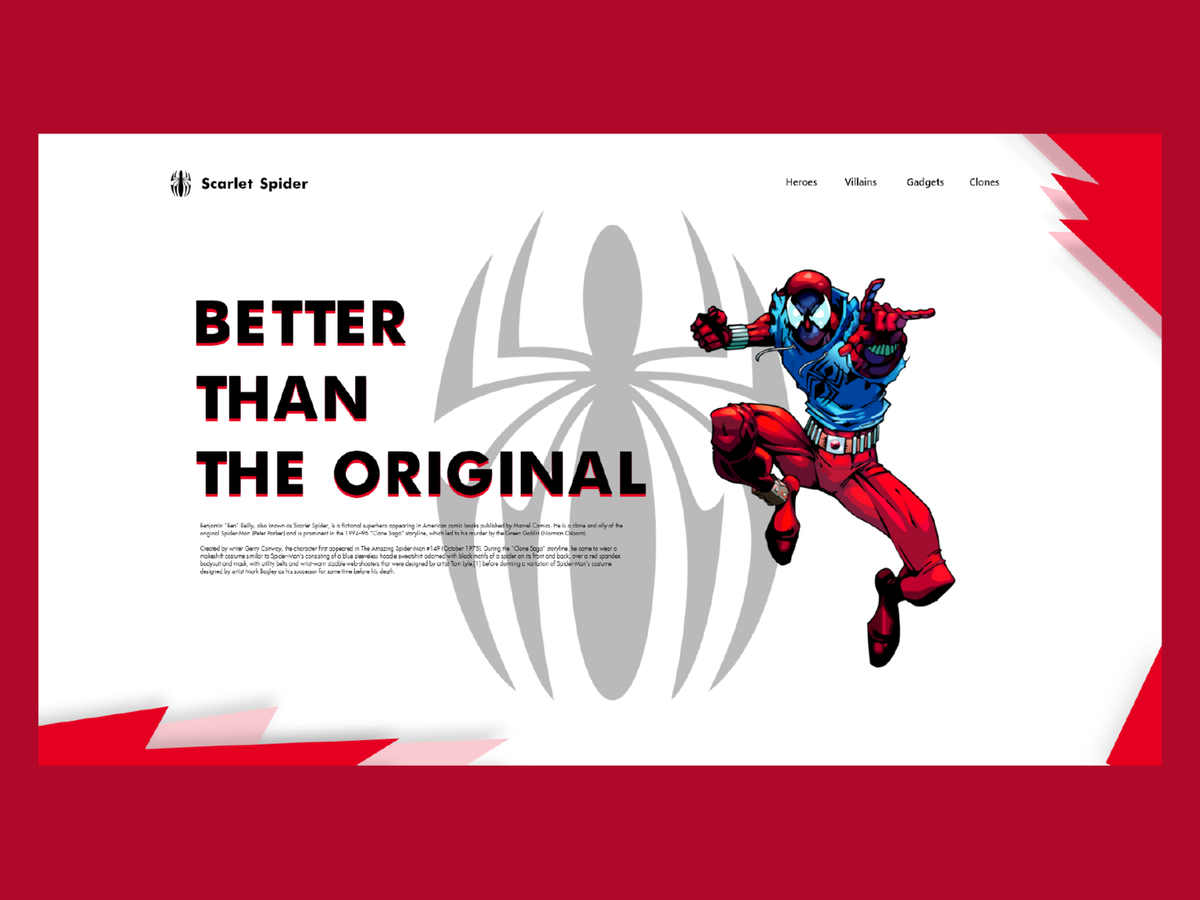 Scarlet Spider
Heroes Villains Gadgets Clones
BETTER
THAN
THE ORIGINAL
Benjamin "Ben" Reilly, also known as Scarlet Spider, is a fictional superhero appearing in American comic books published by Marvel Comics. He is a clone and ally of the
original Spider-Man (Peter Parker) and is prominent in the 1994-96 "Clone Saga" storyline, which led to his murder by the Green Goblin (Norman Osborn).
Created by writer Gerry Conway, the character first appeared in The Amazing Spider-Man #149 (October 1975). During the "Clone Saga" storyline, he came to wear a
makeshift costume similar to Spider-Man's consisting of a blue sleeveless hoodie sweatshirt adorned with black motifs of a spider on its front and back, over a red spandex
bodysuit and mask, with utility belts and wrist-worn sizable web-shooters that were designed by artist Tom Lyle,[1] before donning a variation of Spider-Man's costume
designed by artist Mark Bagley as his successor for some time before his death.